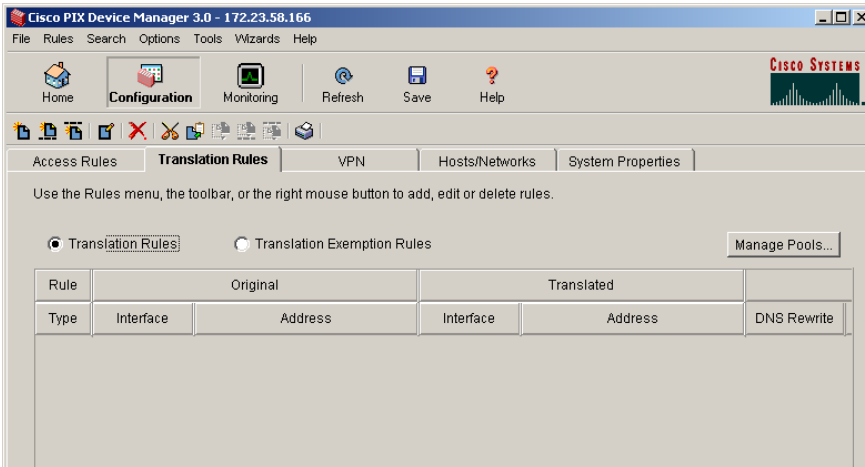 Cisco PIX Device Manager 3.0 - 172.23.58.166
File Rules Search Options Tools Wizards Help
Home Configuration Monitoring Refresh Save Help
CISCO SYSTEMS
Access Rules Translation Rules VPN Hosts/Networks System Properties
Use the Rules menu, the toolbar, or the right mouse button to add, edit or delete rules.
Translation Rules Translation Exemption Rules Manage Pools...
Rule Original Translated
Type Interface Address Interface Address DNS Rewrite